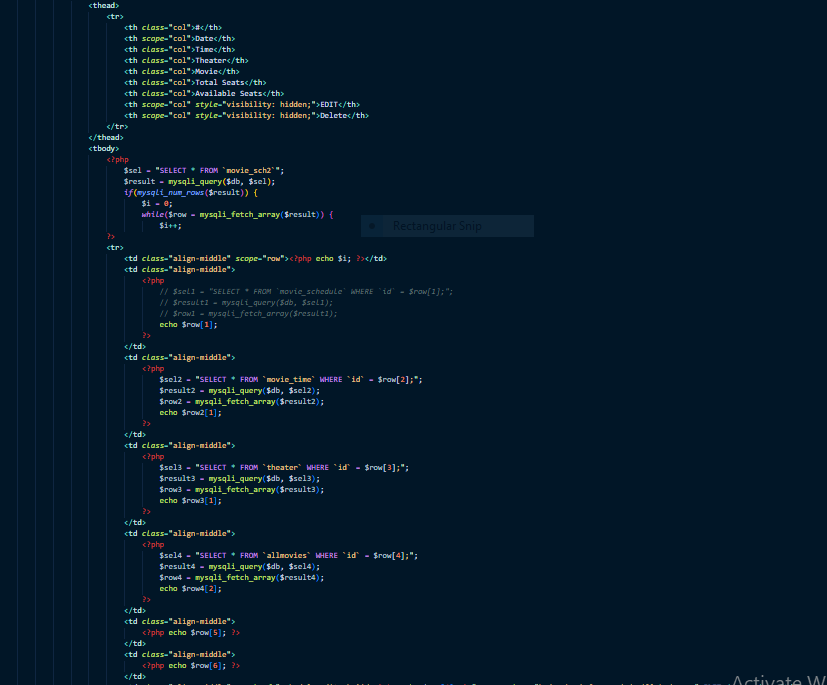 <thead>
<tr>
<th class="col">#</th>
<th scope="col">Date</th>
<th class="col">Time</th>
<th class="col">Theater</th>
<th class="col">Movie</th>
<th class="col">Total Seats</th>
<th class="col">Available Seats</th>
<th scope="col" style="visibility: hidden;">EDIT</th>
<th scope="col" style="visibility: hidden;">Delete</th>
</tr>
</thead>
<tbody>
<?php
$sel = "SELECT * FROM `movie_sch2`";
$result = mysqli_query($db, $sel);
if(mysqli_num_rows($result)) {
$i = 0;
while($row = mysqli_fetch_array($result)) {
$i++;
Rectangular Snip
?>
<tr>
<td class="align-middle" scope="row"><?php echo $i; ?></td>
<td class="align-middle">
<?php
// $sel1 = "SELECT * FROM `movie_schedule` WHERE `id` = $row[1];";
// $result1 = mysqli_query($db, $sel1);
// $row1 = mysqli_fetch_array($result1);
echo $row[1];
?>
</td>
<td class="align-middle">
<?php
$sel2 = "SELECT * FROM `movie_time` WHERE `id` = $row[2];";
$result2 = mysqli_query($db, $sel2);
$row2 = mysqli_fetch_array($result2);
echo $row2[1];
?>
</td>
<td class="align-middle">
<?php
$sel3 = "SELECT * FROM `theater` WHERE `id` = $row[3];";
$result3 = mysqli_query($db, $sel3);
$row3 = mysqli_fetch_array($result3);
echo $row3[1];
?>
</td>
<td class="align-middle">
<?php
$sel4 = "SELECT * FROM `allmovies` WHERE `id` = $row[4];";
$result4 = mysqli_query($db, $sel4);
$row4 = mysqli_fetch_array($result4);
echo $row4[2];
?>
</td>
<td class="align-middle">
<?php echo $row[5]; ?>
</td>
<td class="align-middle">
<?php echo $row[6]; ?>
</td>
Activate W